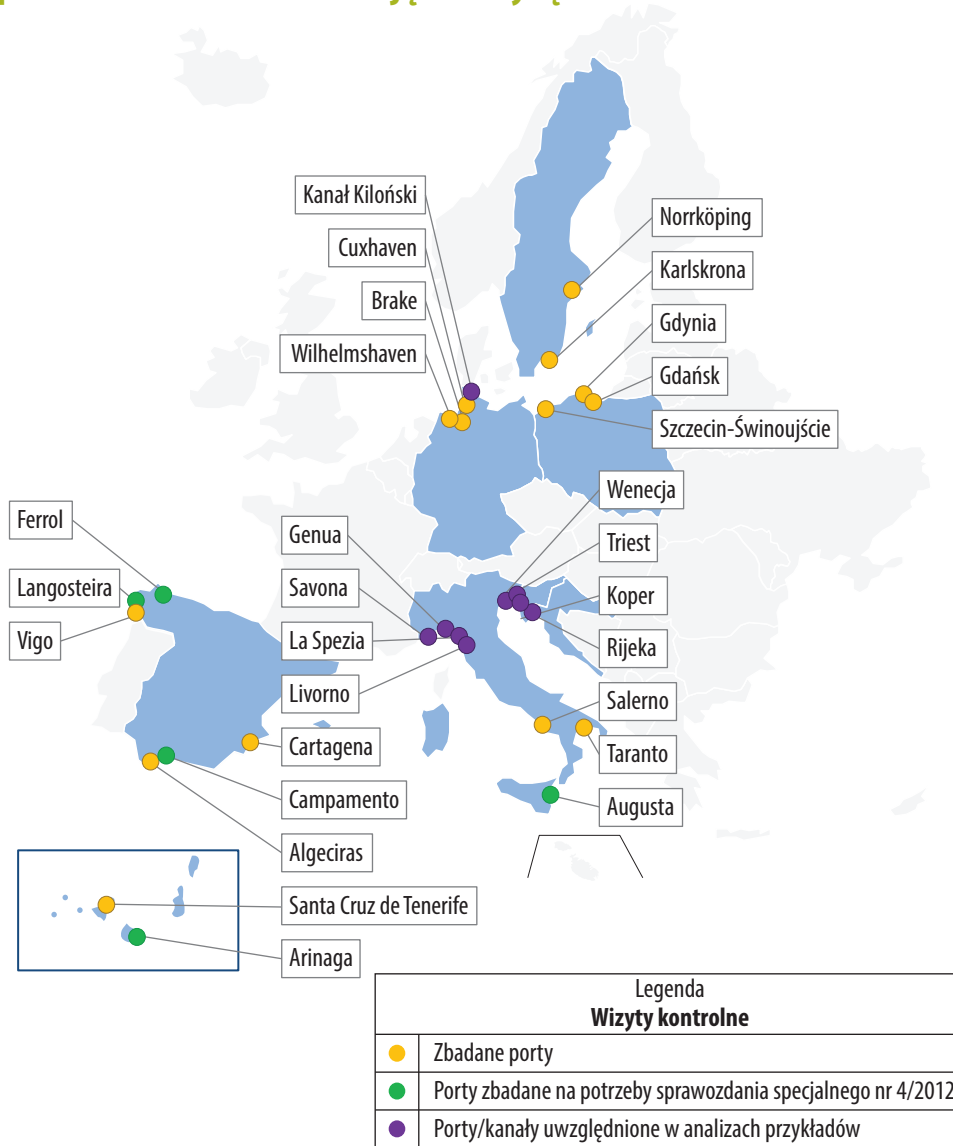 Kanał Kiloński
Cuxhaven
Brake
Wilhelmshaven
Norrköping
Karlskrona
Gdynia
Gdańsk
Szczecin-Świnoujście
Wenecja
Triest
Koper
Rijeka
Ferrol
Langosteira
Vigo
Genua
Savona
La Spezia
Livorno
Salerno
Taranto
Augusta
Cartagena
Campamento
Algeciras
Santa Cruz de Tenerife
Arinaga
Legenda
Wizyty kontrolne
Zbadane porty
Porty zbadane na potrzeby sprawozdania specjalnego nr 4/2012
Porty/kanały uwzględnione w analizach przykładów